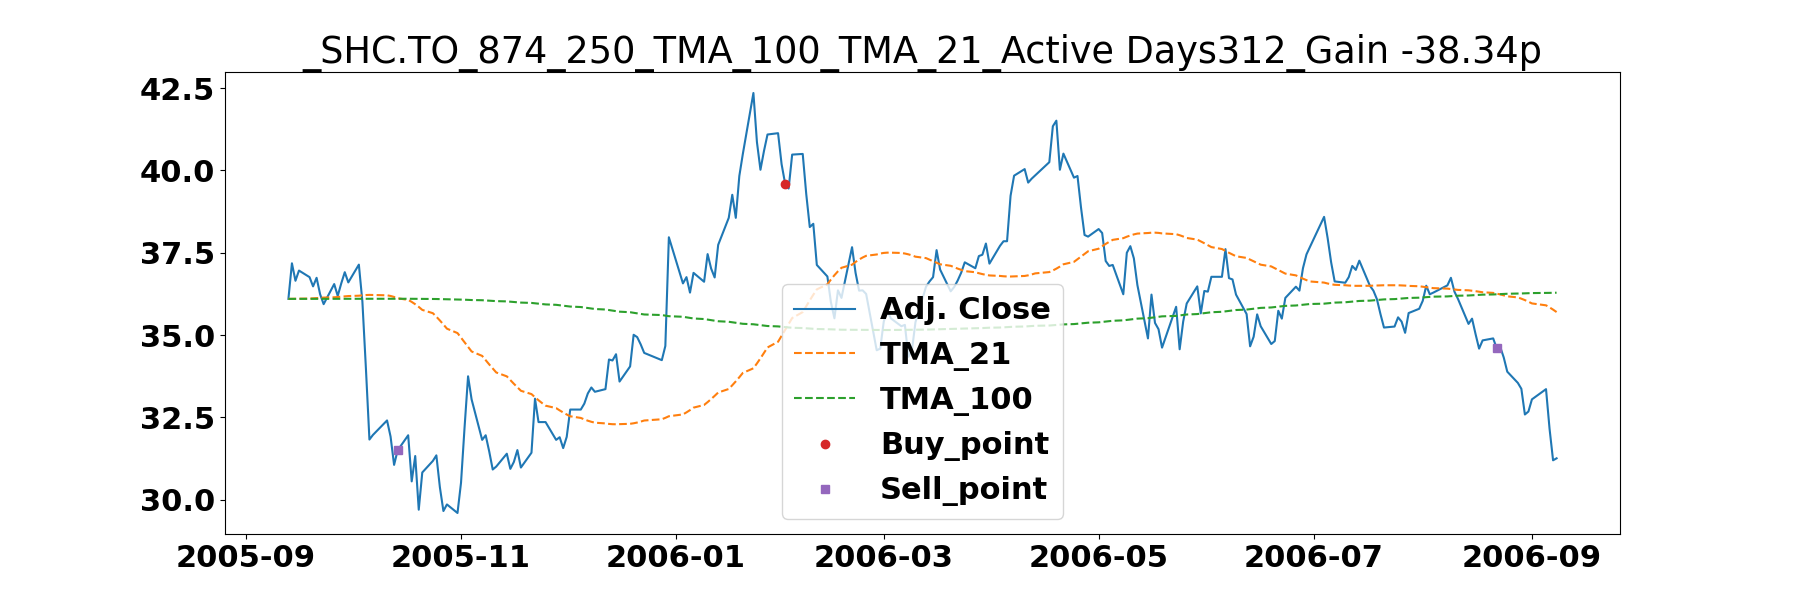 _SHC.TO_874_250_TMA_100_TMA_21_Active Days312_Gain -38.34p
42.5
40.0
37.5
35.0
32.5
30.0
Adj. Close
TMA_21
TMA_100
Buy_point
Sell_point
2005-09 2005-11 2006-01 2006-03 2006-05 2006-07 2006-09